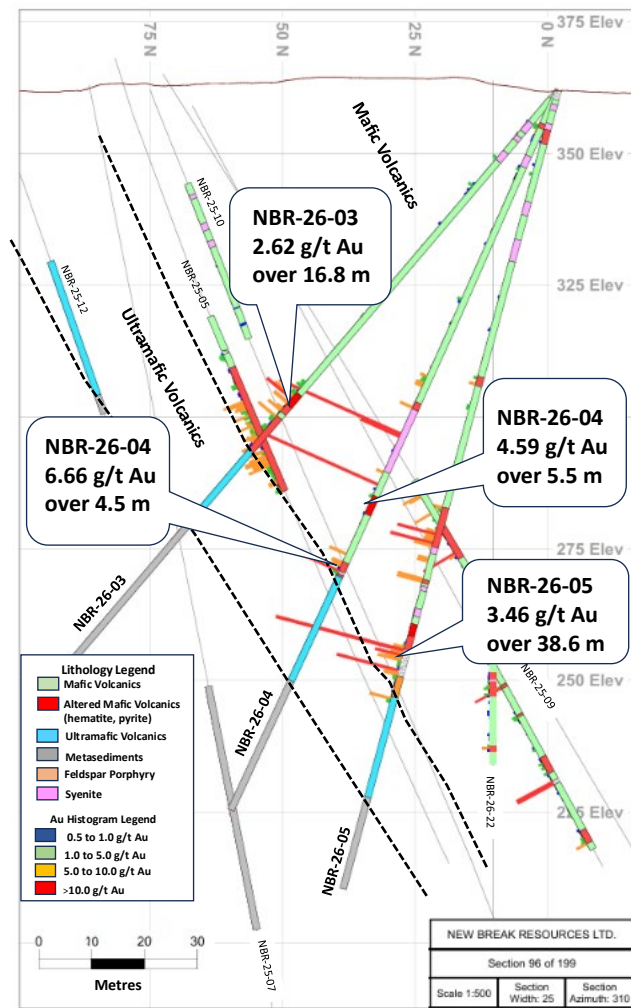 75 N
50 N
25 N
0 N
375 Elev
350 Elev
325 Elev
275 Elev
250 Elev
225 Elev
Mafic Volcanics
Ultramafic Volcanics
NBR-25-10
NBR-25-05
NBR-25-12
NBR-26-03
2.62 g/t Au
over 16.8 m
NBR-26-04
6.66 g/t Au
over 4.5 m
NBR-26-04
4.59 g/t Au
over 5.5 m
NBR-26-05
3.46 g/t Au
over 38.6 m
NBR-26-03
NBR-26-04
NBR-26-05
NBR-25-09
NBR-26-22
NBR-25-07
Lithology Legend
Mafic Volcanics
Altered Mafic Volcanics
(hematite, pyrite)
Ultramafic Volcanics
Metasediments
Feldspar Porphyry
Syenite
Au Histogram Legend
0.5 to 1.0 g/t Au
1.0 to 5.0 g/t Au
5.0 to 10.0 g/t Au
>10.0 g/t Au
0 10 20 30
Metres
NEW BREAK RESOURCES LTD.
Section 96 of 199
Scale 1:500
Section
Width: 25
Section
Azimuth: 310